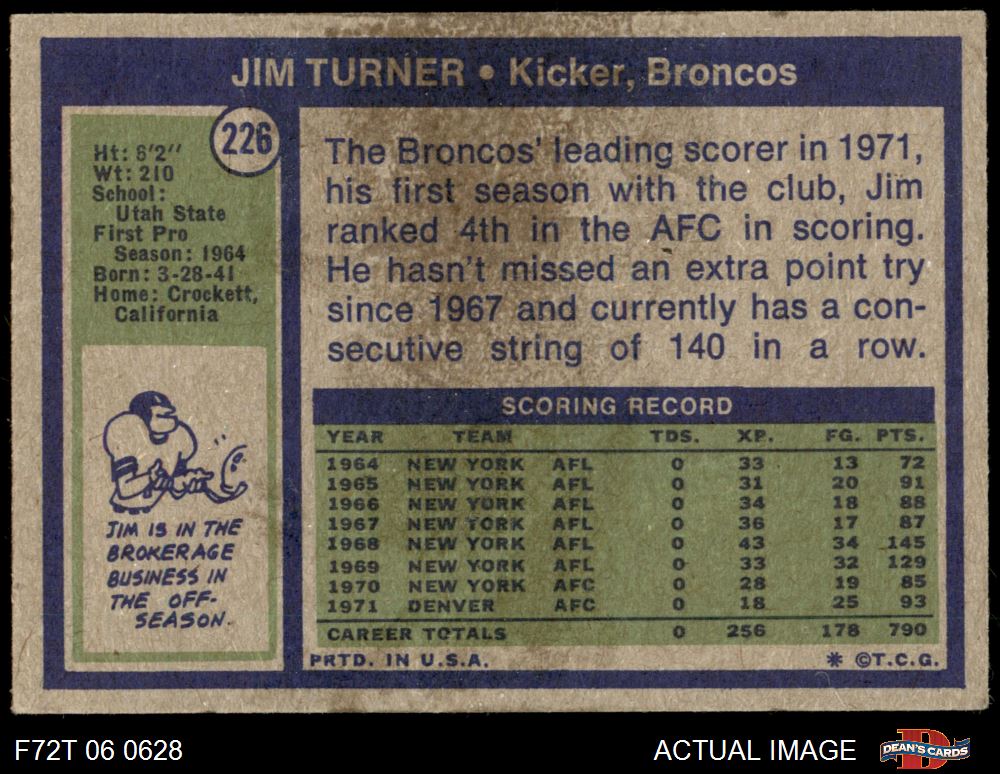 JIM TURNER • Kicker, Broncos
226
Ht: 6'2"
Wt: 210
School:
Utah State
First Pro
Season: 1964
Born: 3-28-41
Home: Crockett,
California
JIM IS IN THE
BROKERAGE
BUSINESS IN
THE OFF-
SEASON.
The Broncos' leading scorer in 1971,
his first season with the club, Jim
ranked 4th in the AFC in scoring.
He hasn't missed an extra point try
since 1967 and currently has a con-
secutive string of 140 in a row.
SCORING RECORD
YEAR TEAM TDS. XP. FG. PTS.
1964 NEW YORK AFL 0 33 13 72
1965 NEW YORK AFL 0 31 20 91
1966 NEW YORK AFL 0 34 18 88
1967 NEW YORK AFL 0 36 17 87
1968 NEW YORK AFL 0 43 34 145
1969 NEW YORK AFL 0 33 32 129
1970 NEW YORK AFC 0 28 19 85
1971 DENVER AFC 0 18 25 93
CAREER TOTALS 0 256 178 790
PRTD. IN U.S.A. * ©T.C.G.
F72T 06 0628 ACTUAL IMAGE DEAN'S CARDS